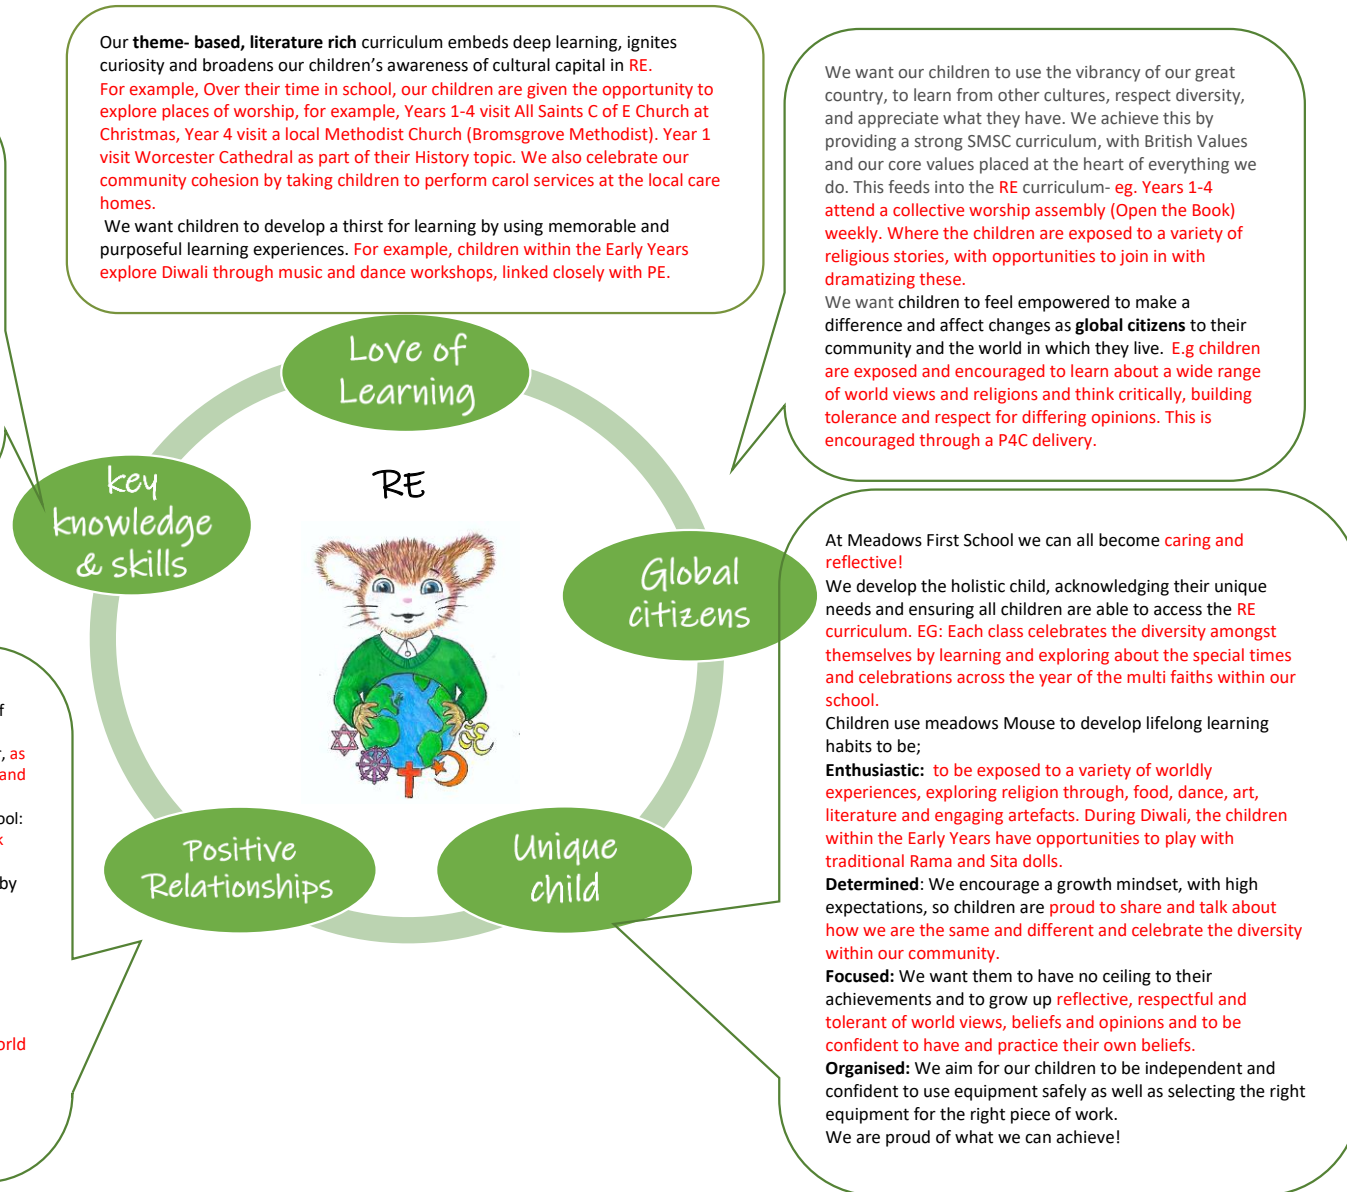 Our theme- based, literature rich curriculum embeds deep learning, ignites
curiosity and broadens our children’s awareness of cultural capital in RE.
For example, Over their time in school, our children are given the opportunity to
explore places of worship, for example, Years 1-4 visit All Saints C of E Church at
Christmas, Year 4 visit a local Methodist Church (Bromsgrove Methodist). Year 1
visit Worcester Cathedral as part of their History topic. We also celebrate our
community cohesion by taking children to perform carol services at the local care
homes.
We want children to develop a thirst for learning by using memorable and
purposeful learning experiences. For example, children within the Early Years
explore Diwali through music and dance workshops, linked closely with PE.
We want our children to use the vibrancy of our great
country, to learn from other cultures, respect diversity,
and appreciate what they have. We achieve this by
providing a strong SMSC curriculum, with British Values
and our core values placed at the heart of everything we
do. This feeds into the RE curriculum- eg. Years 1-4
attend a collective worship assembly (Open the Book)
weekly. Where the children are exposed to a variety of
religious stories, with opportunities to join in with
dramatizing these.
We want children to feel empowered to make a
difference and affect changes as global citizens to their
community and the world in which they live. E.g children
are exposed and encouraged to learn about a wide range
of world views and religions and think critically, building
tolerance and respect for differing opinions. This is
encouraged through a P4C delivery.
Love of
Learning
RE
key
knowledge
& skills
Global
citizens
Positive
Relationships
Unique
child
At Meadows First School we can all become caring and
reflective!
We develop the holistic child, acknowledging their unique
needs and ensuring all children are able to access the RE
curriculum. EG: Each class celebrates the diversity amongst
themselves by learning and exploring about the special times
and celebrations across the year of the multi faiths within our
school.
Children use meadows Mouse to develop lifelong learning
habits to be;
Enthusiastic: to be exposed to a variety of worldly
experiences, exploring religion through, food, dance, art,
literature and engaging artefacts. During Diwali, the children
within the Early Years have opportunities to play with
traditional Rama and Sita dolls.
Determined: We encourage a growth mindset, with high
expectations, so children are proud to share and talk about
how we are the same and different and celebrate the diversity
within our community.
Focused: We want them to have no ceiling to their
achievements and to grow up reflective, respectful and
tolerant of world views, beliefs and opinions and to be
confident to have and practice their own beliefs.
Organised: We aim for our children to be independent and
confident to use equipment safely as well as selecting the right
equipment for the right piece of work.
We are proud of what we can achieve!
as
and
by